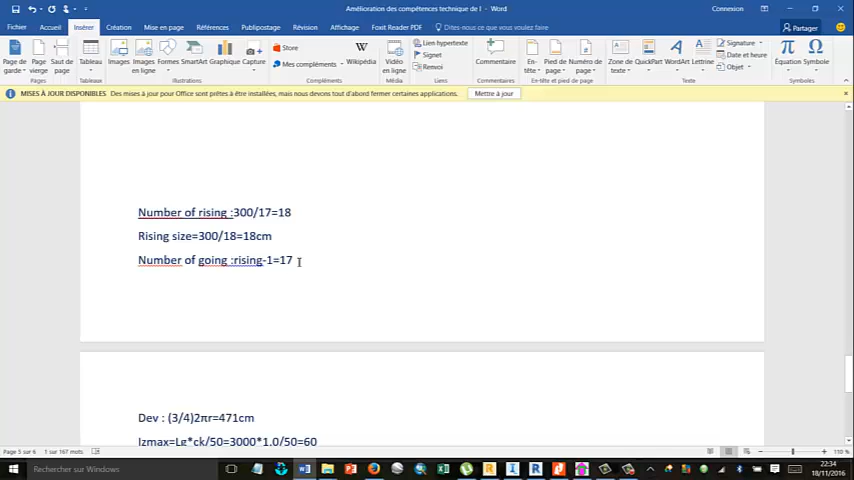 Amélioration des compétences technique de l - Word
Connexion
Fichier
Accueil
Insérer
Création
Mise en page
Références
Publipostage
Révision
Affichage
Foxit Reader PDF
Dites-nous ce que vous voulez faire
Partager
Page de garde
Page vierge
Saut de page
Tableau
Images
Images en ligne
Formes
SmartArt
Graphique
Capture
Store
Mes compléments
Wikipédia
Vidéo en ligne
Lien hypertexte
Signet
Renvoi
Commentaire
En-tête
Pied de page
Numéro de page
Zone de texte
QuickPart
WordArt
Lettrine
Signature
Date et heure
Objet
Équation
Symbole
Pages
Tableaux
Illustrations
Compléments
Média
Liens
Commentaires
En-tête et pied de page
Texte
Symboles
MISES À JOUR DISPONIBLES. Des mises à jour pour Office sont prêtes à être installées, mais nous devons tout d'abord fermer certaines applications.
Mettre à jour
Number of rising :300/17=18
Rising size=300/18=18cm
Number of going :rising-1=17
Dev : (3/4)2πr=471cm
Izmax=Lg*ck/50=3000*1.0/50=60
Page 5 sur 6
1 sur 167 mots
110 %
Rechercher sur Windows
22:34
18/11/2016